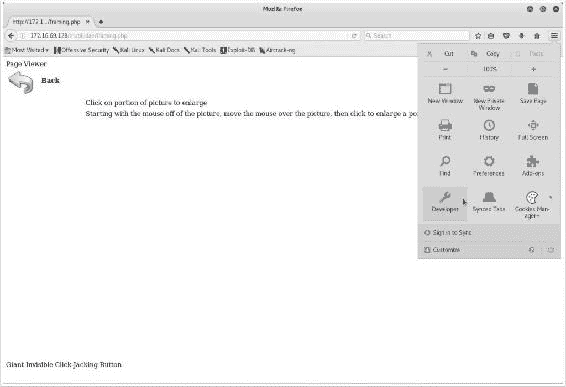 Mozilla Firefox
http://172.1.../framing.php
172.16.69.128/mutillidae/framing.php
Search
Most Visited
Offensive Security
Kali Linux
Kali Docs
Kali Tools
Exploit-DB
Aircrack-ng
Page Viewer
Back
Click on portion of picture to enlarge
Starting with the mouse off of the picture, move the mouse over the picture, then click to enlarge a
Cut
Copy
Paste
100%
New Window
New Private
Window
Save Page
Print
History
Full Screen
Find
Preferences
Add-ons
Developer
Synced Tabs
Cookies Man-
ager+
Sign in to Sync
Customize
Giant Invisible Click-Jacking Button